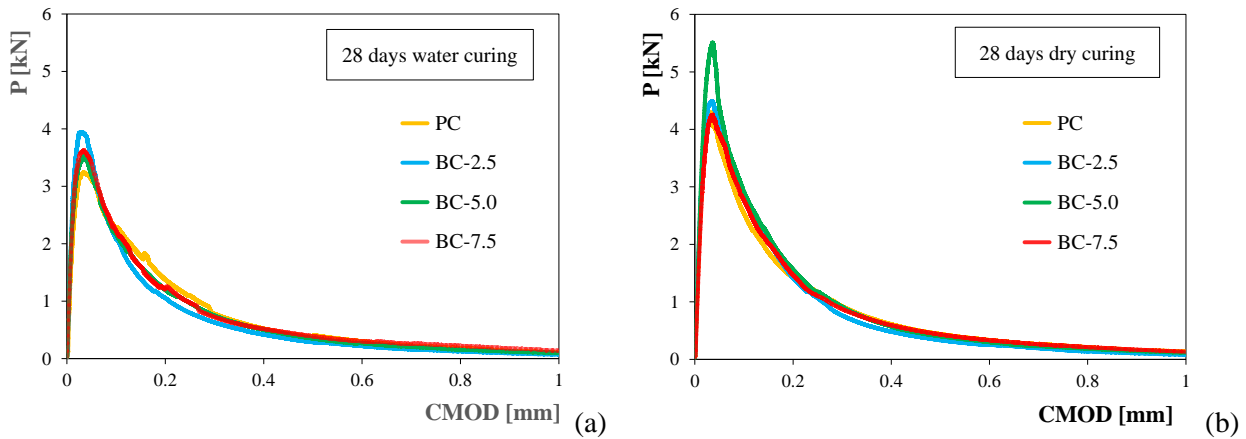 P [kN]
6
5
4
3
2
1
0
28 days water curing
PC
BC-2.5
BC-5.0
BC-7.5
0
0.2
0.4
0.6
0.8
1
CMOD [mm]
(a)
P [kN]
6
5
4
3
2
1
0
28 days dry curing
PC
BC-2.5
BC-5.0
BC-7.5
0
0.2
0.4
0.6
0.8
1
CMOD [mm]
(b)